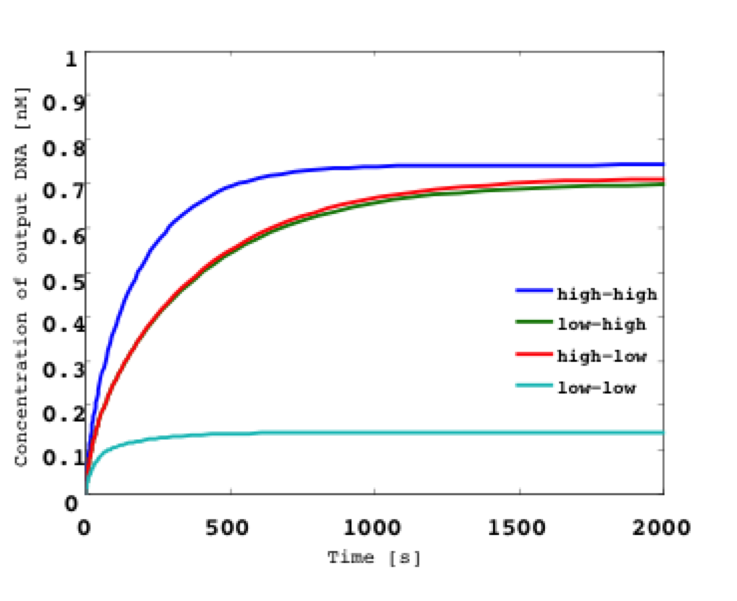 Concentration of output DNA [nM]
1
0.9
0.8
0.7
0.6
0.5
0.4
0.3
0.2
0.1
0
0 500 1000 1500 2000
Time [s]
high-high
low-high
high-low
low-low